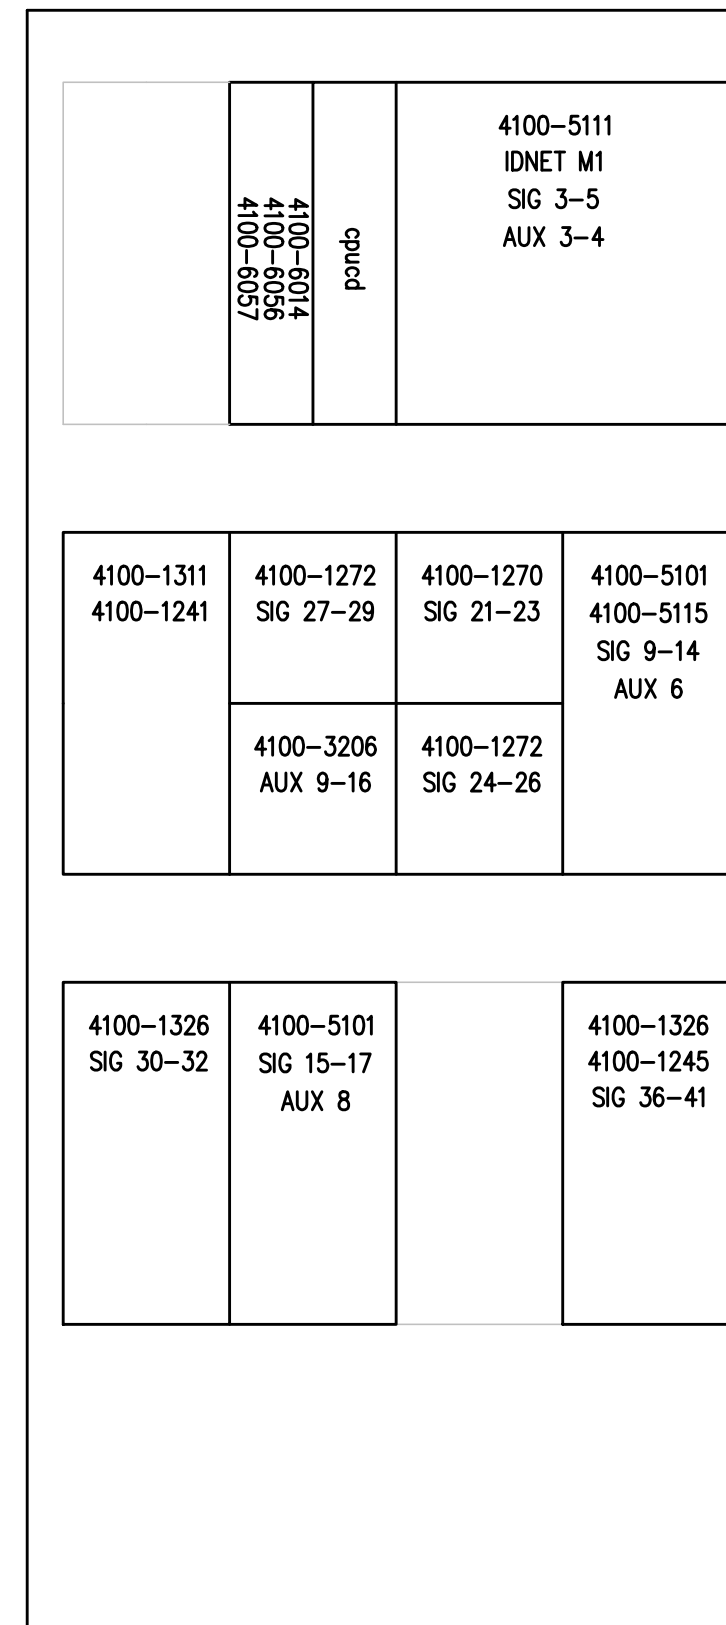 4100-6014
4100-6056
4100-6057
cpucd
4100-5111
IDNET M1
SIG 3-5
AUX 3-4
4100-1311
4100-1241
4100-1272
SIG 27-29
4100-1270
SIG 21-23
4100-5101
4100-5115
SIG 9-14
AUX 6
4100-3206
AUX 9-16
4100-1272
SIG 24-26
4100-1326
SIG 30-32
4100-5101
SIG 15-17
AUX 8
4100-1326
4100-1245
SIG 36-41